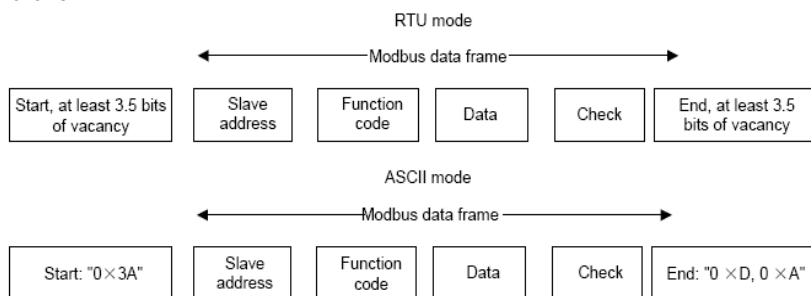 RTU mode
Modbus data frame
Start, at least 3.5 bits
of vacancy
Slave
address
Function
code
Data
Check
End, at least 3.5
bits of vacancy
ASCII mode
Modbus data frame
Start: "0×3A"
Slave
address
Function
code
Data
Check
End: "0 ×D, 0 ×A"